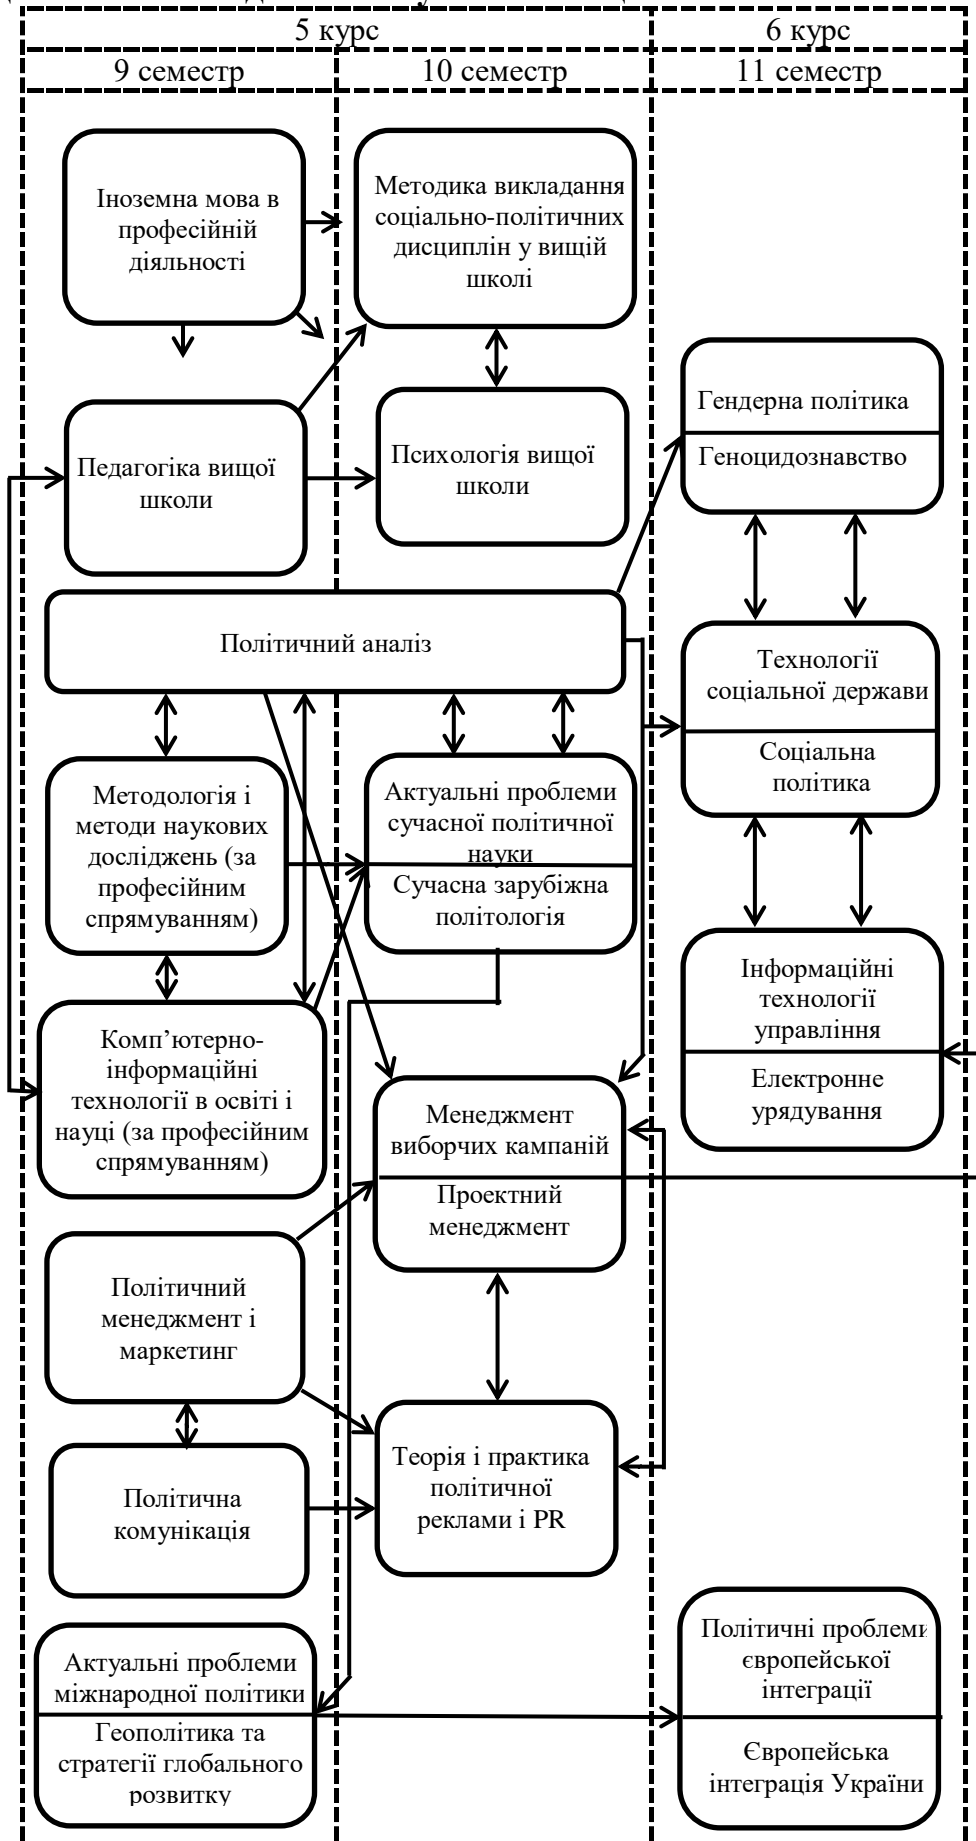 5 курс
6 курс
9 семестр
10 семестр
11 семестр
Іноземна мова в
професійній
діяльності
Методика викладання
соціально-політичних
дисциплін у вищій
школі
Гендерна політика
Геноцидознавство
Педагогіка вищої
школи
Психологія вищої
школи
Політичний аналіз
Технології
соціальної держави
Соціальна
політика
Методологія і
методи наукових
досліджень (за
професійним
спрямуванням)
Актуальні проблеми
сучасної політичної
науки
Сучасна зарубіжна
політологія
Інформаційні
технології
управління
Електронне
урядування
Комп’ютерно-
інформаційні
технології в освіті і
науці (за професійним
спрямуванням)
Менеджмент
виборчих кампаній
Проектний
менеджмент
Політичний
менеджмент і
маркетинг
Теорія і практика
політичної
реклами і PR
Політична
комунікація
Актуальні проблеми
міжнародної політики
Геополітика та
стратегії глобального
розвитку
Політичні проблеми
європейської
інтеграції
Європейська
інтеграція України